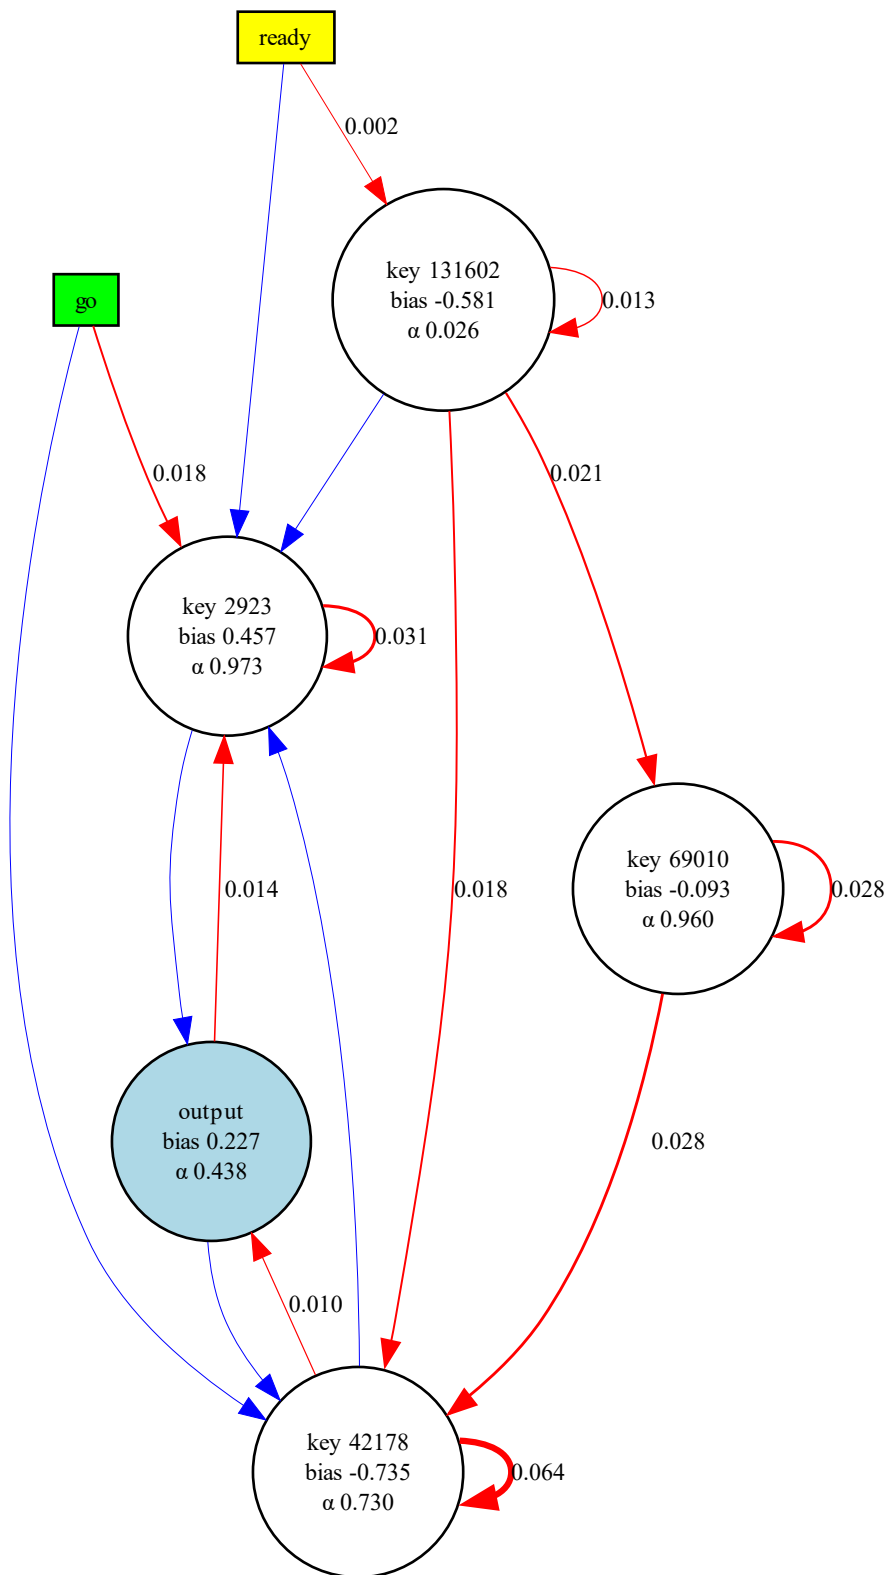 ready
0.002
key 131602
bias -0.581
α 0.026
0.013
go
0.018
0.021
key 2923
bias 0.457
α 0.973
0.031
key 69010
bias -0.093
α 0.960
0.028
0.014
0.018
output
bias 0.227
α 0.438
0.028
0.010
key 42178
bias -0.735
α 0.730
0.064